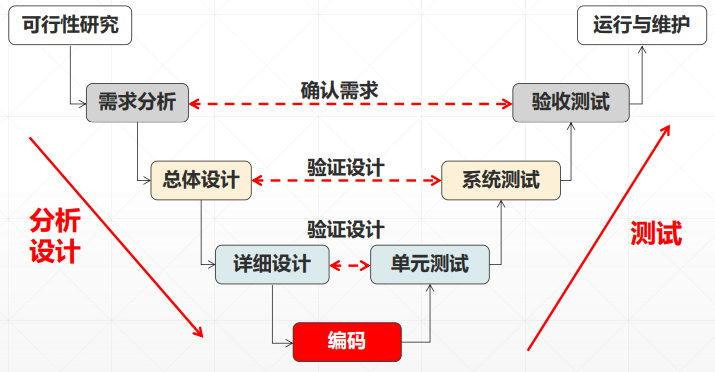 可行性研究
运行与维护
需求分析
确认需求
验收测试
总体设计
验证设计
系统测试
分析
设计
测试
验证设计
详细设计
单元测试
编码